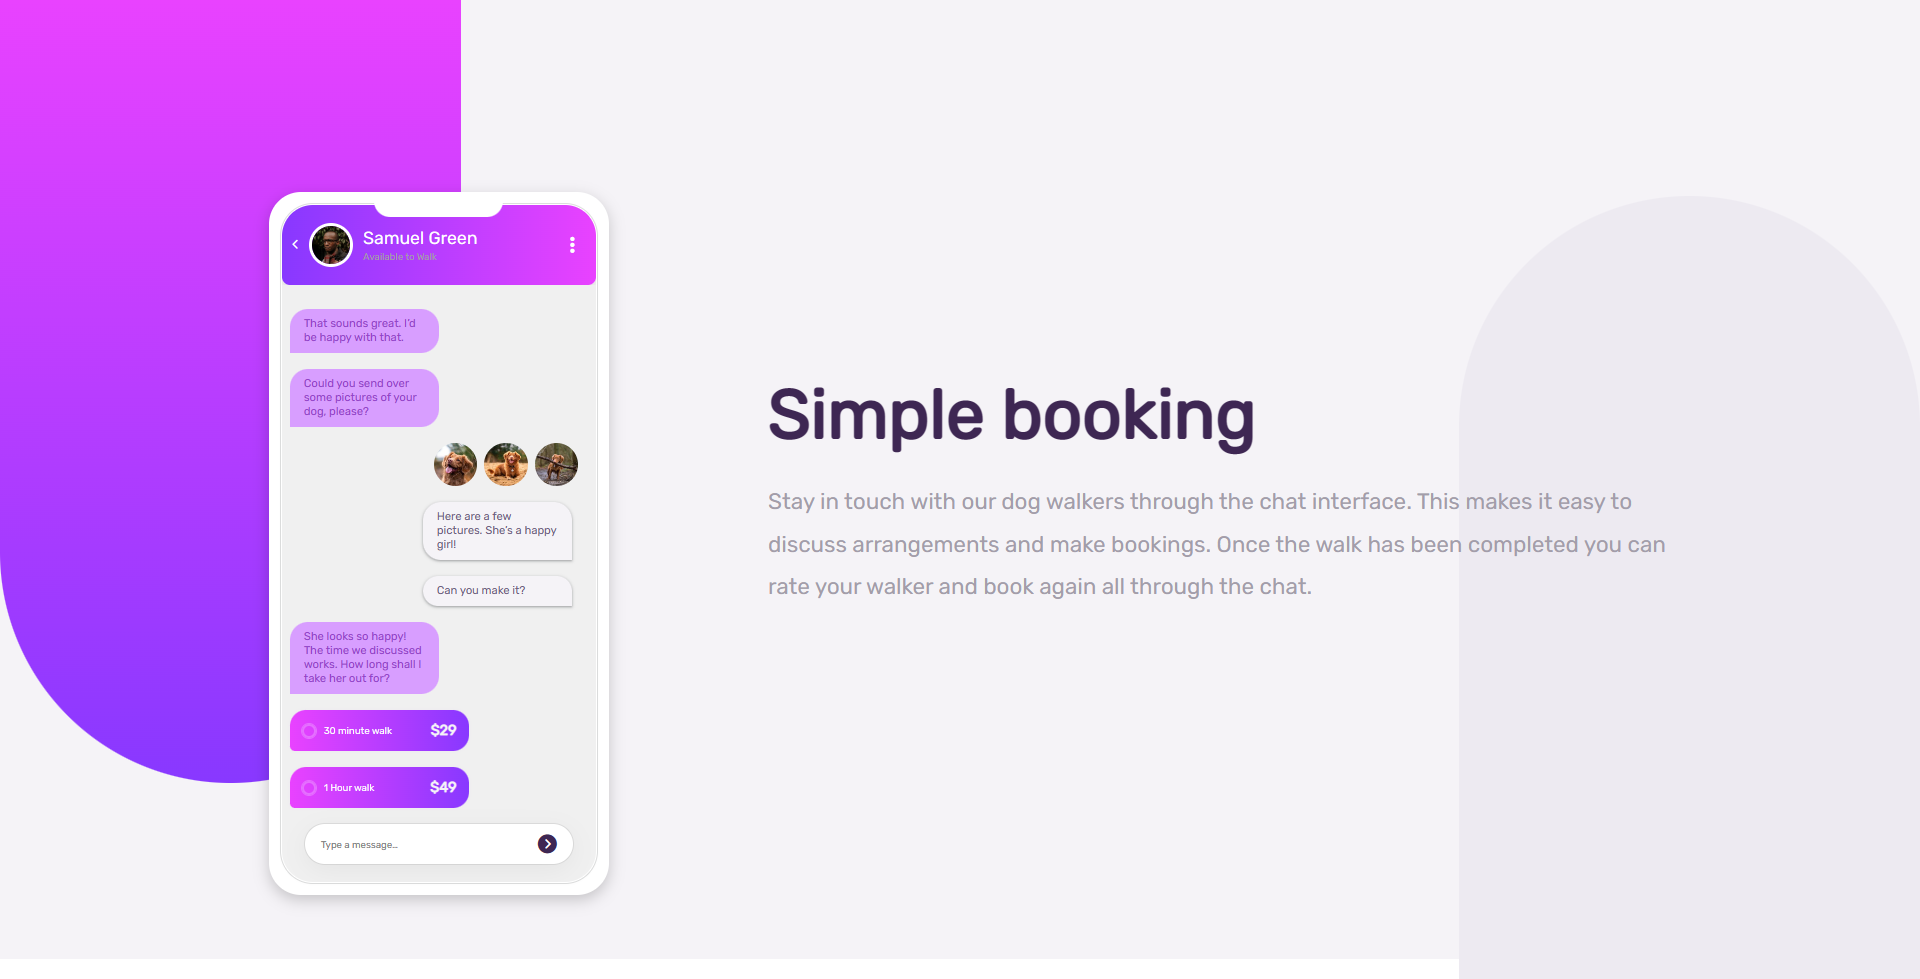 Samuel Green
Available to Walk
That sounds great. I'd
be happy with that.
Could you send over
some pictures of your
dog, please?
Here are a few
pictures. She's a happy
girl!
Can you make it?
She looks so happy!
The time we discussed
works. How long shall I
take her out for?
30 minute walk $29
1 Hour walk $49
Type a message…
Simple booking
Stay in touch with our dog walkers through the chat interface. This makes it easy to
discuss arrangements and make bookings. Once the walk has been completed you can
rate your walker and book again all through the chat.